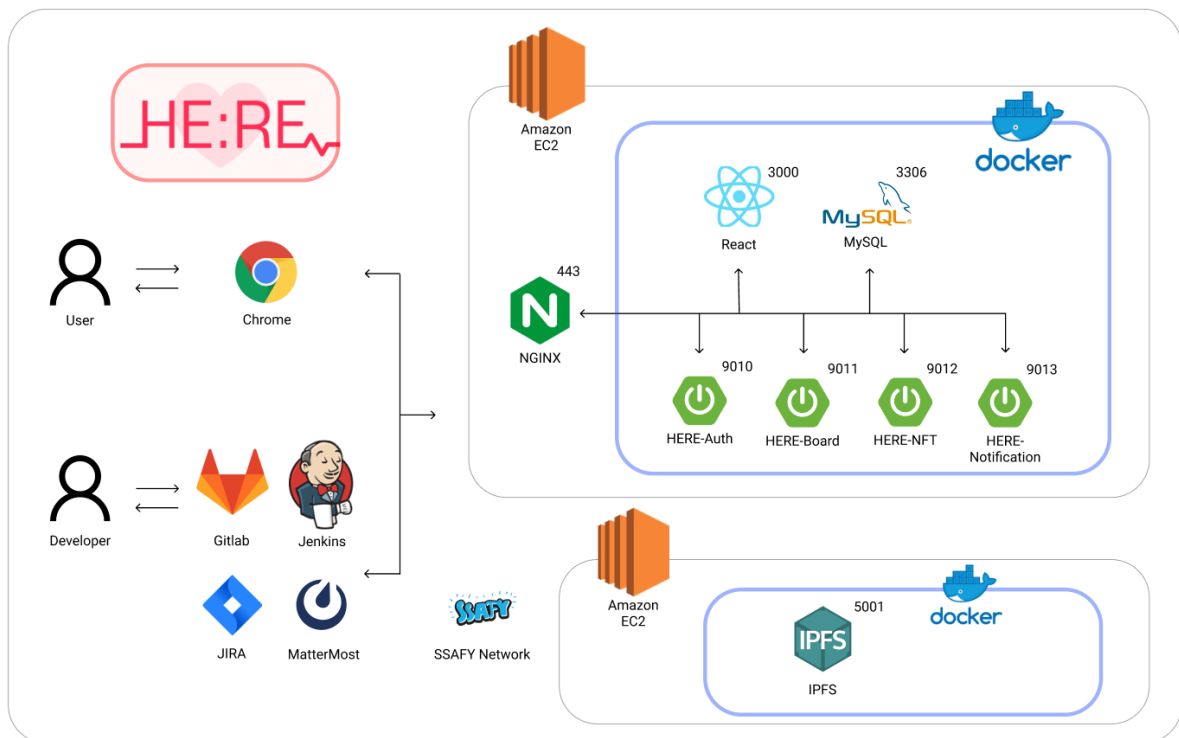 HE:RE
Amazon
EC2
docker
3000
React
3306
MySQL®
MySQL
User
Chrome
443
NGINX
9010
HERE-Auth
9011
HERE-Board
9012
HERE-NFT
9013
HERE-
Notification
Developer
Gitlab
Jenkins
JIRA
MatterMost
SSAFY
SSAFY Network
Amazon
EC2
docker
5001
IPFS
IPFS